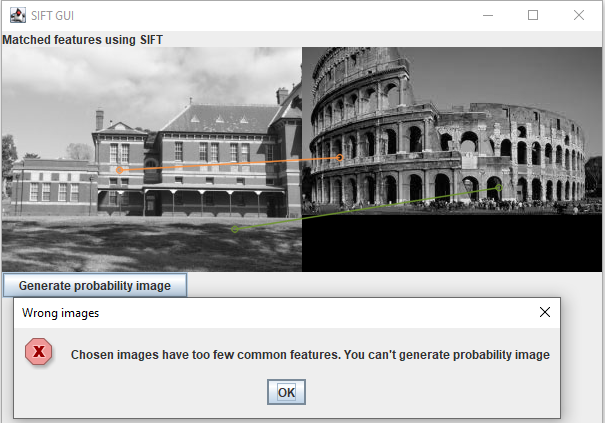 SIFT GUI
Matched features using SIFT
Generate probability image
Wrong images
Chosen images have too few common features. You can't generate probability image
OK